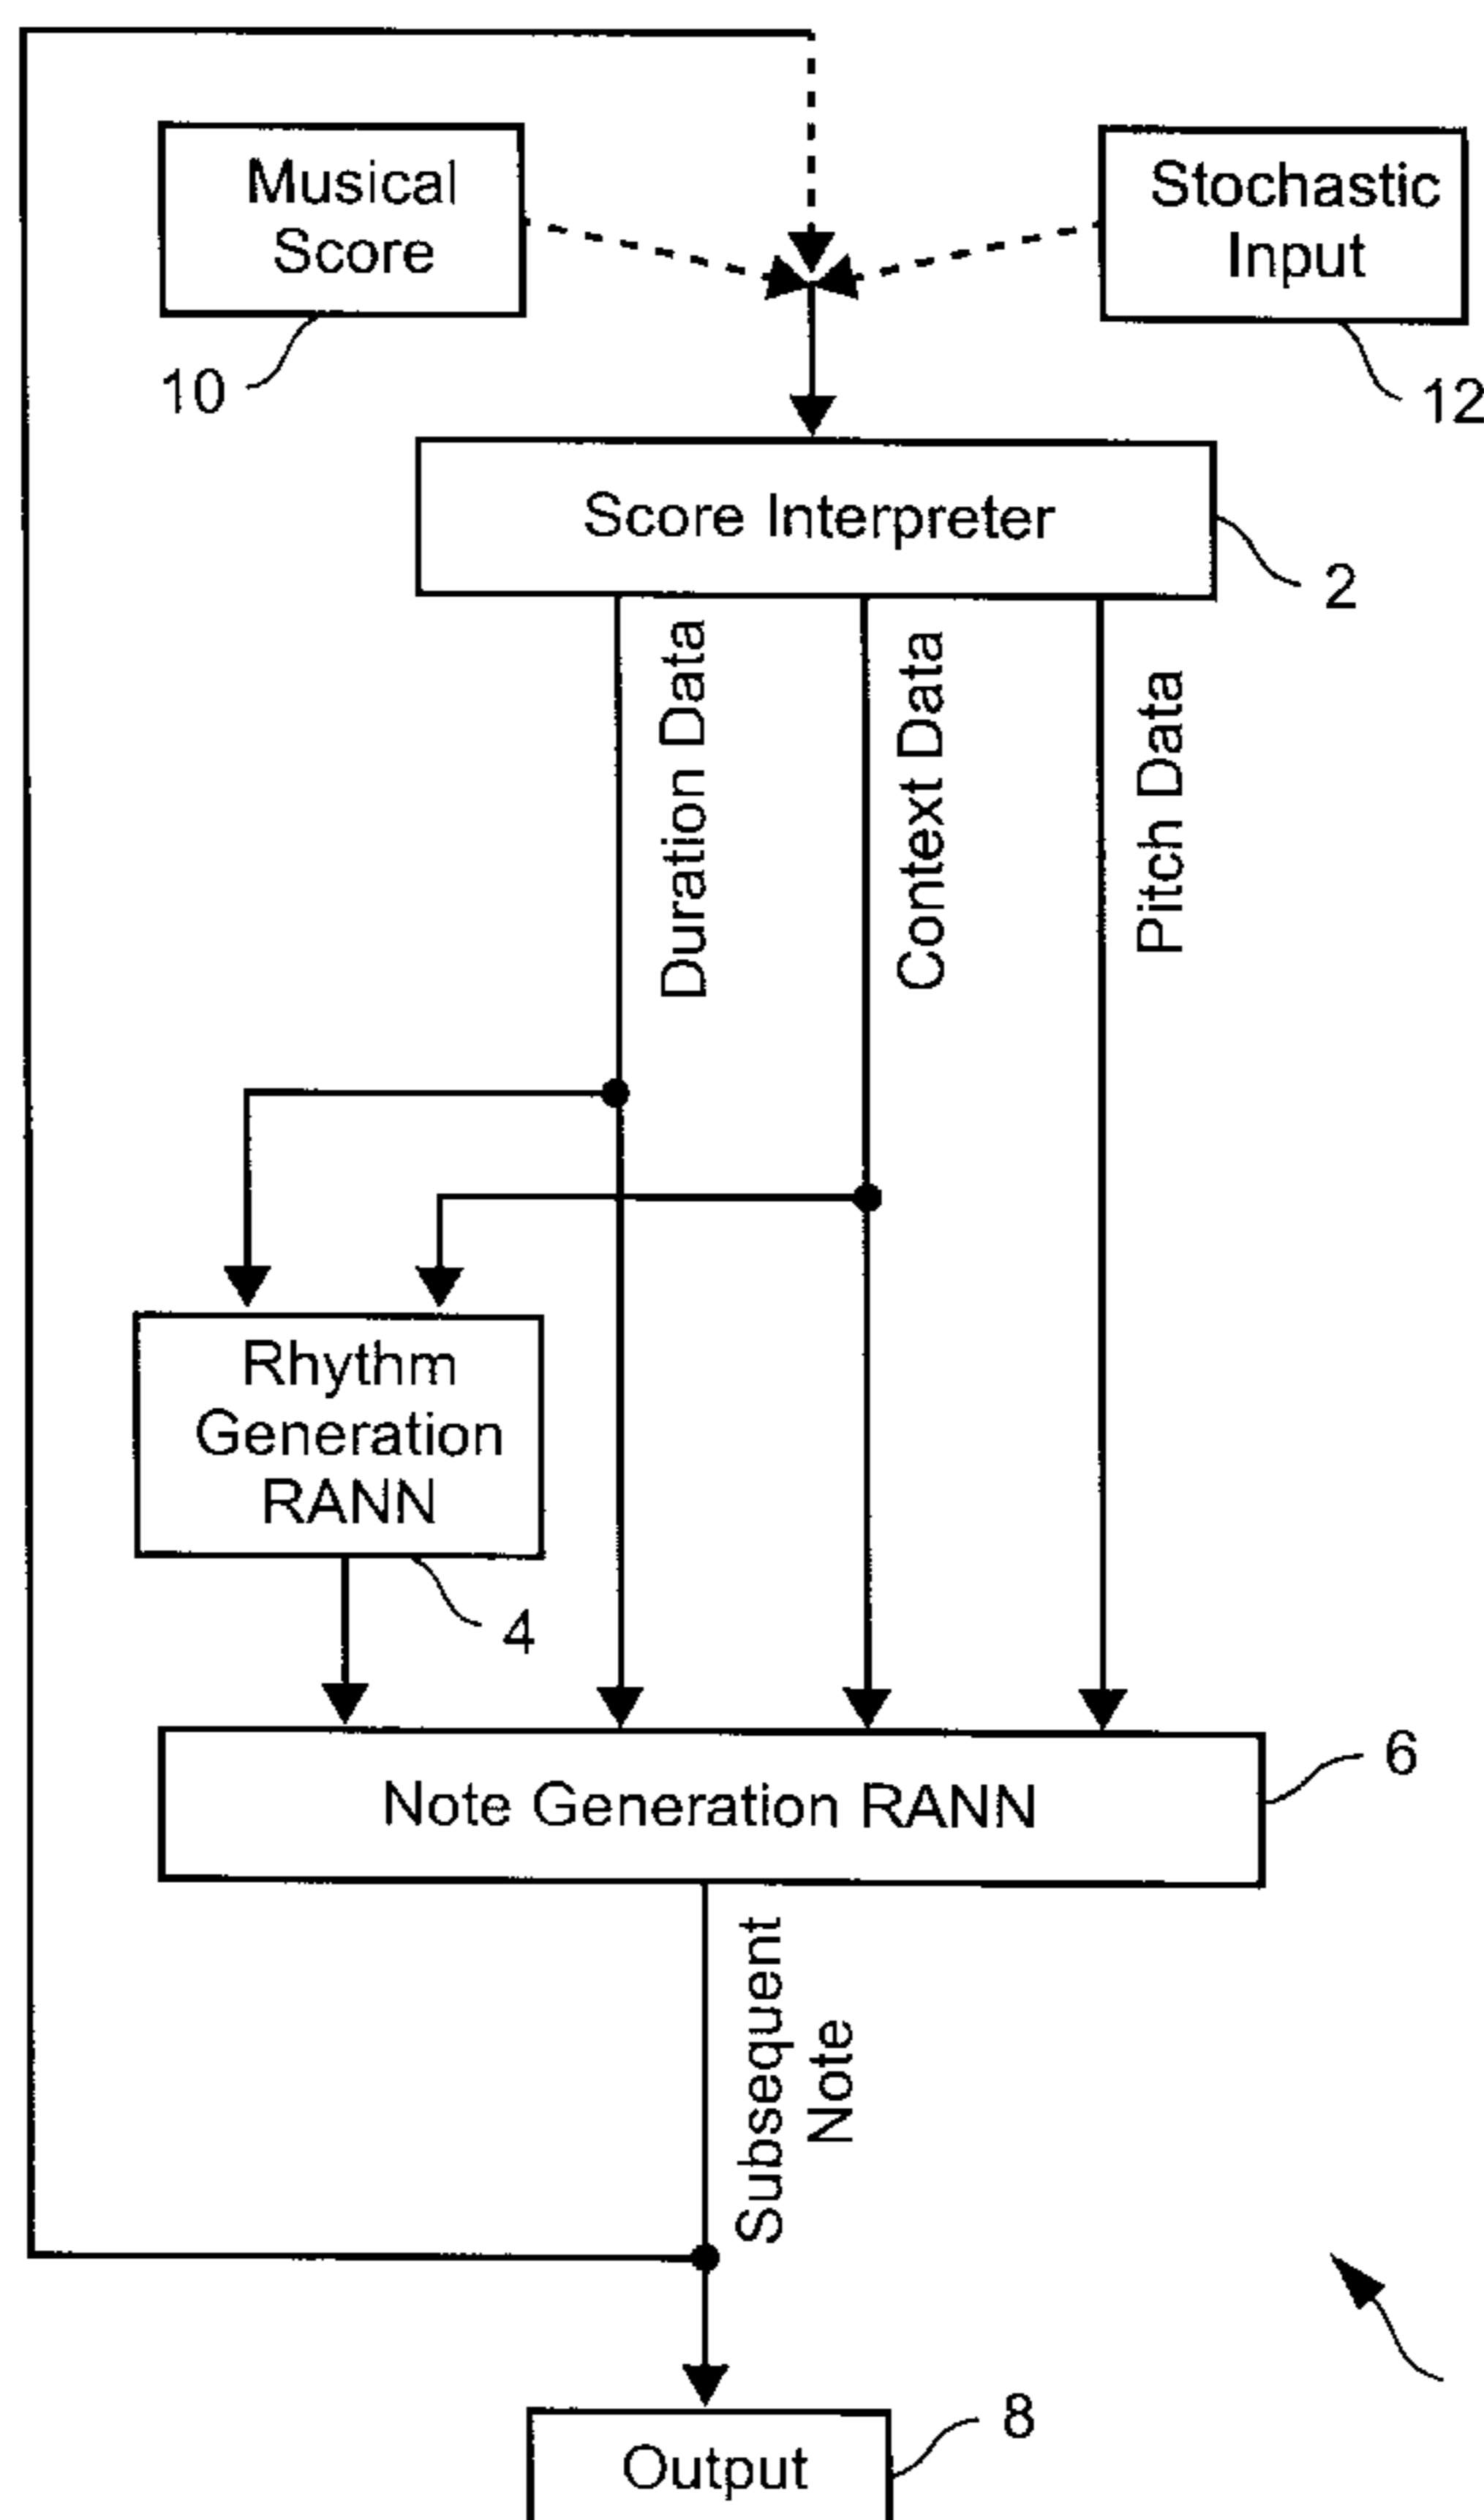 Musical
Score
Stochastic
Input
10
12
Score Interpreter
2
Duration Data
Context Data
Pitch Data
Rhythm
Generation
RANN
4
Note Generation RANN
6
Subsequent
Note
Output
8